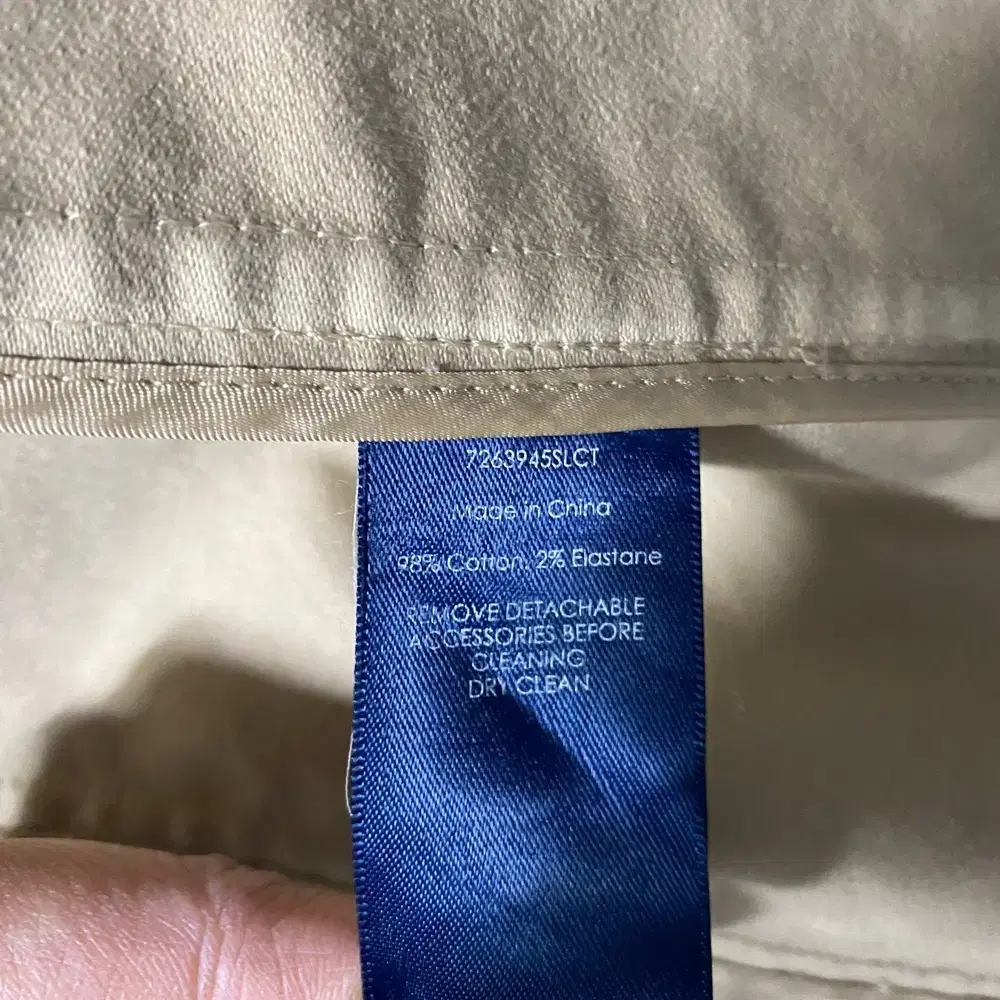 7263945SLCT
Made in China
98% Cotton, 2% Elastane
REMOVE DETACHABLE
ACCESSORIES BEFORE
CLEANING
DRY CLEAN